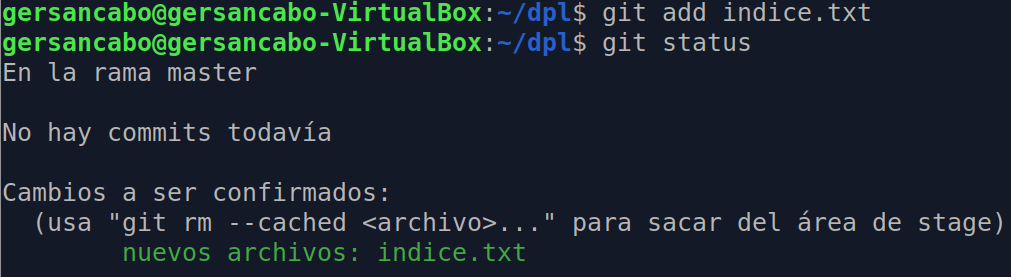 gersancabo@gersancabo-VirtualBox:~/dpl$ git add indice.txt
gersancabo@gersancabo-VirtualBox:~/dpl$ git status
En la rama master
No hay commits todavía
Cambios a ser confirmados:
  (usa "git rm --cached <archivo>..." para sacar del área de stage)
        nuevos archivos: indice.txt